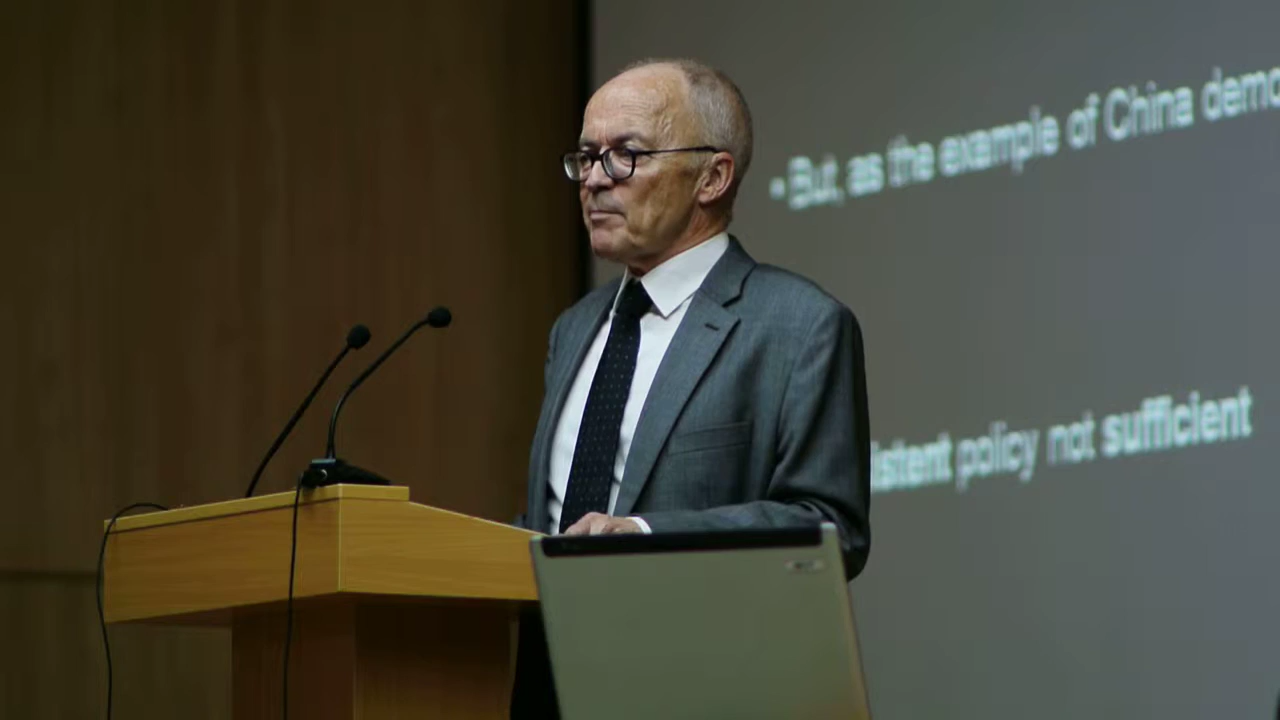 - But, as the example of China demo
istent policy not sufficient